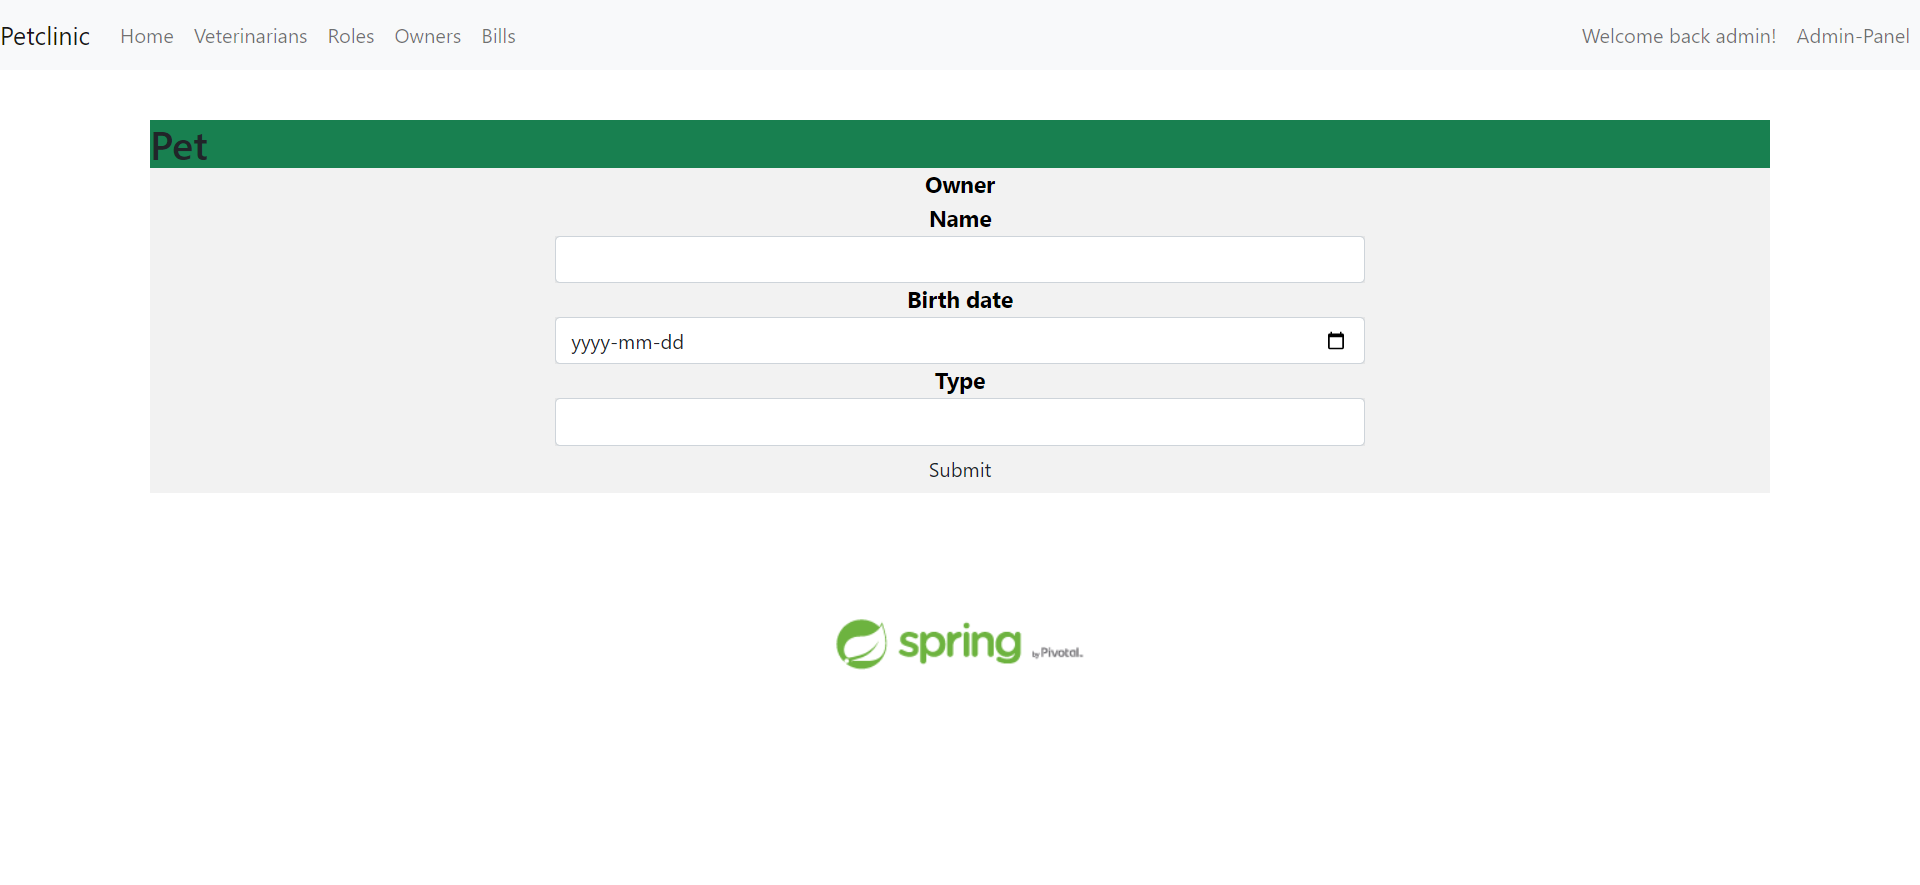 Petclinic Home Veterinarians Roles Owners Bills Welcome back admin! Admin-Panel
Pet
Owner
Name
Birth date
yyyy-mm-dd
Type
Submit
spring by Pivotal.